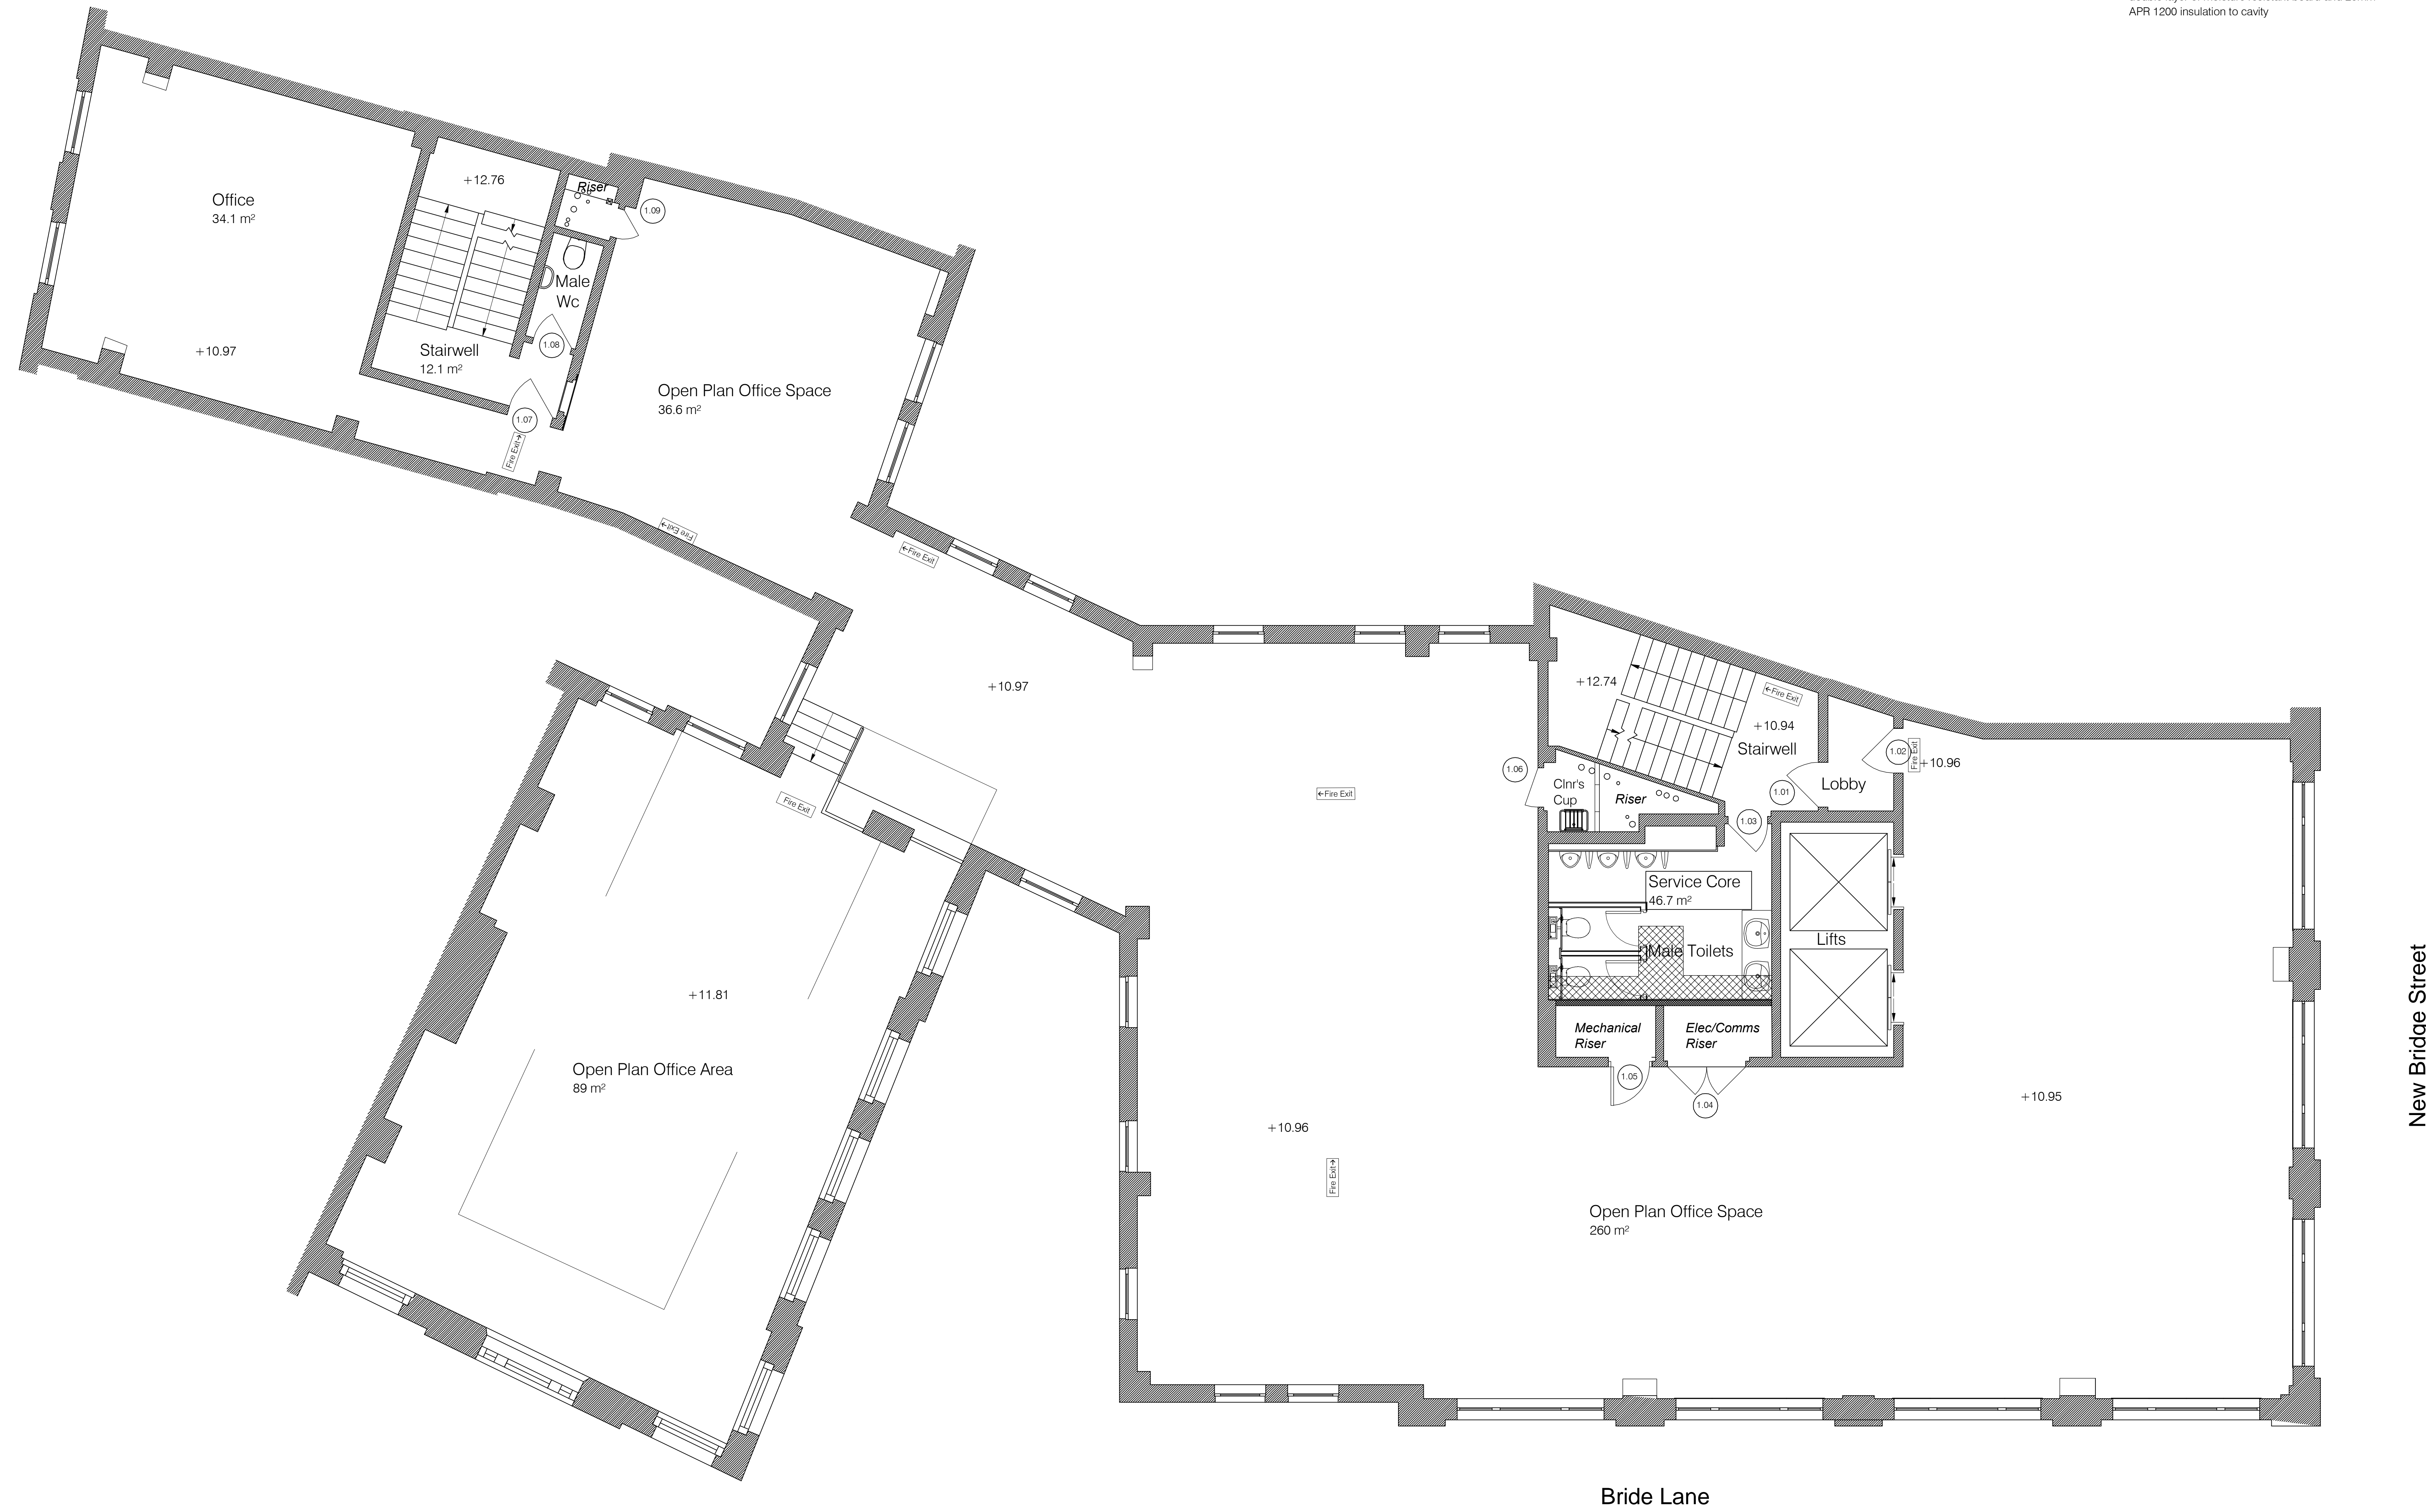 APR 1200 insulation to cavity
Office
34.1 m²
+10.97
+12.76
Riser
1.09
Male
Wc
1.08
Stairwell
12.1 m²
1.07
Fire Exit→
Open Plan Office Space
36.6 m²
←Fire Exit
←Fire Exit
+10.97
Fire Exit
+11.81
Open Plan Office Area
89 m²
+12.74
←Fire Exit
+10.94
Stairwell
1.02
Fire Exit
+10.96
Lobby
1.01
1.06
Clnr's
Cup
Riser
←Fire Exit
1.03
Service Core
46.7 m²
Male Toilets
Lifts
Mechanical
Riser
Elec/Comms
Riser
1.05
1.04
+10.95
+10.96
Fire Exit→
Open Plan Office Space
260 m²
New Bridge Street
Bride Lane